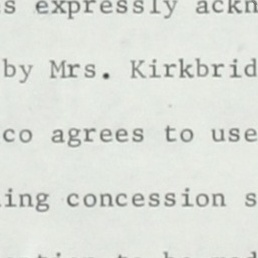 s expressly ackn
by Mrs. Kirkbrid
co agrees to use
ing concession s